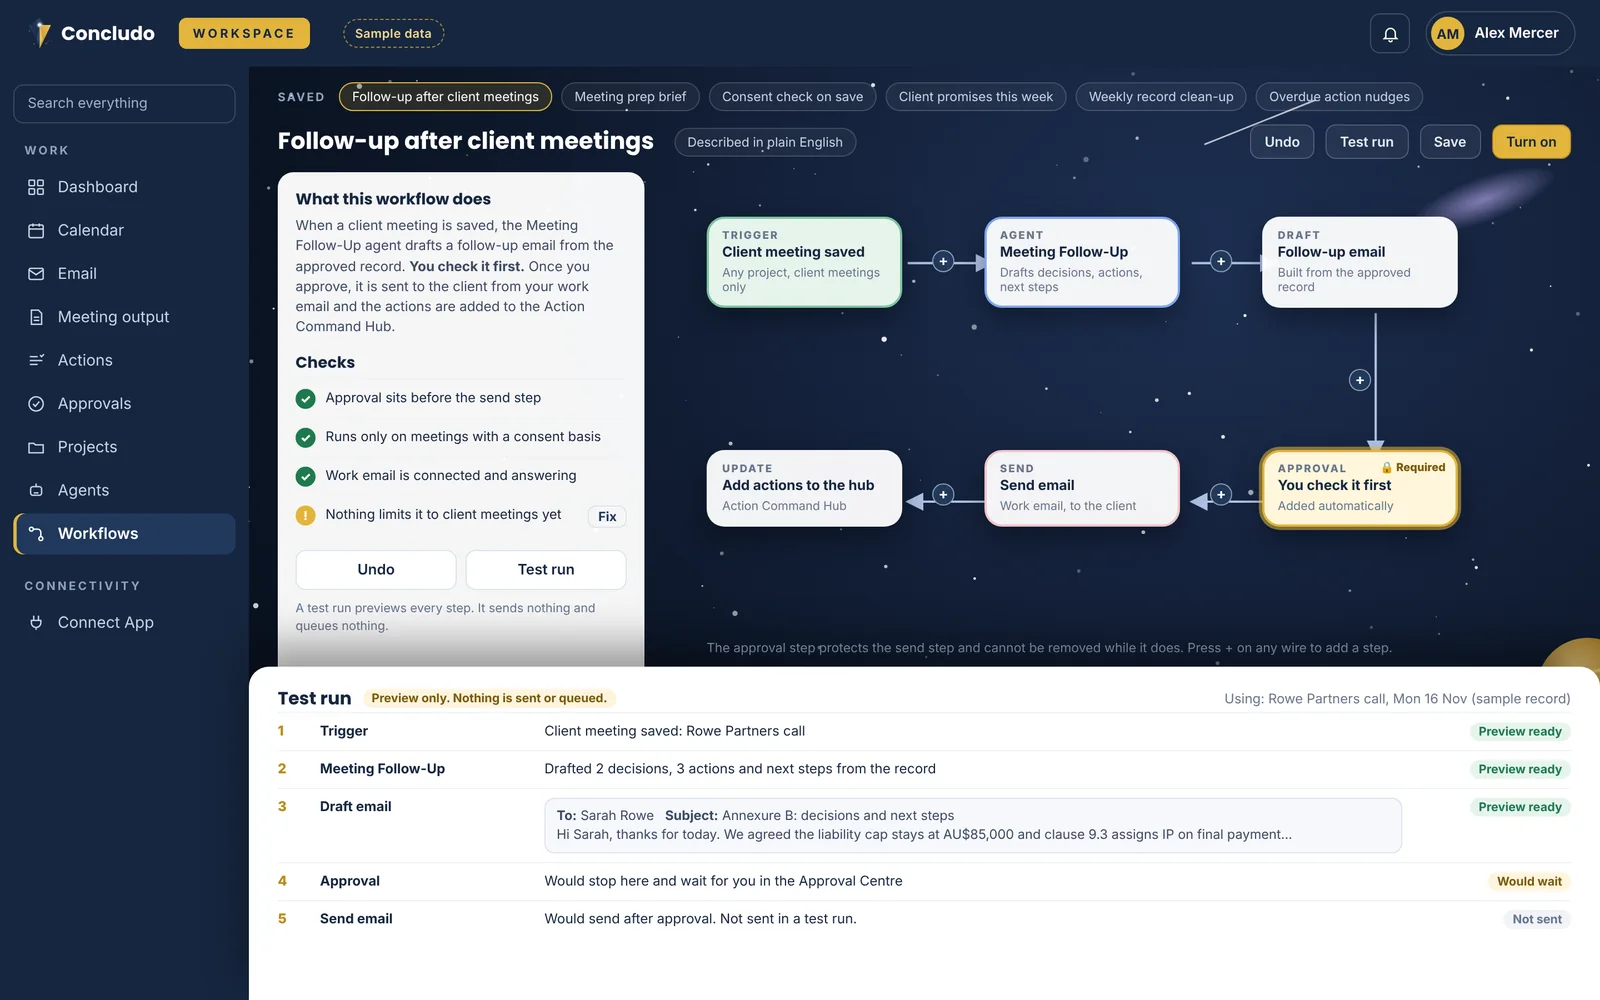 Concludo
WORKSPACE
Sample data
AM
Alex Mercer
Search everything
WORK
Dashboard
Calendar
Email
Meeting output
Actions
Approvals
Projects
Agents
Workflows
CONNECTIVITY
Connect App
SAVED
Follow-up after client meetings
Meeting prep brief
Consent check on save
Client promises this week
Weekly record clean-up
Overdue action nudges
Follow-up after client meetings
Described in plain English
Undo
Test run
Save
Turn on
What this workflow does
When a client meeting is saved, the Meeting
Follow-Up agent drafts a follow-up email from the
approved record. You check it first. Once you
approve, it is sent to the client from your work
email and the actions are added to the Action
Command Hub.
Checks
Approval sits before the send step
Runs only on meetings with a consent basis
Work email is connected and answering
Nothing limits it to client meetings yet
Fix
Undo
Test run
A test run previews every step. It sends nothing and
queues nothing.
TRIGGER
Client meeting saved
Any project, client meetings
only
AGENT
Meeting Follow-Up
Drafts decisions, actions,
next steps
DRAFT
Follow-up email
Built from the approved
record
UPDATE
Add actions to the hub
Action Command Hub
SEND
Send email
Work email, to the client
APPROVAL
Required
You check it first
Added automatically
The approval step protects the send step and cannot be removed while it does. Press + on any wire to add a step.
Test run
Preview only. Nothing is sent or queued.
Using: Rowe Partners call, Mon 16 Nov (sample record)
1 Trigger Client meeting saved: Rowe Partners call Preview ready
2 Meeting Follow-Up Drafted 2 decisions, 3 actions and next steps from the record Preview ready
3 Draft email To: Sarah Rowe Subject: Annexure B: decisions and next steps Preview ready
Hi Sarah, thanks for today. We agreed the liability cap stays at AU$85,000 and clause 9.3 assigns IP on final payment...
4 Approval Would stop here and wait for you in the Approval Centre Would wait
5 Send email Would send after approval. Not sent in a test run. Not sent